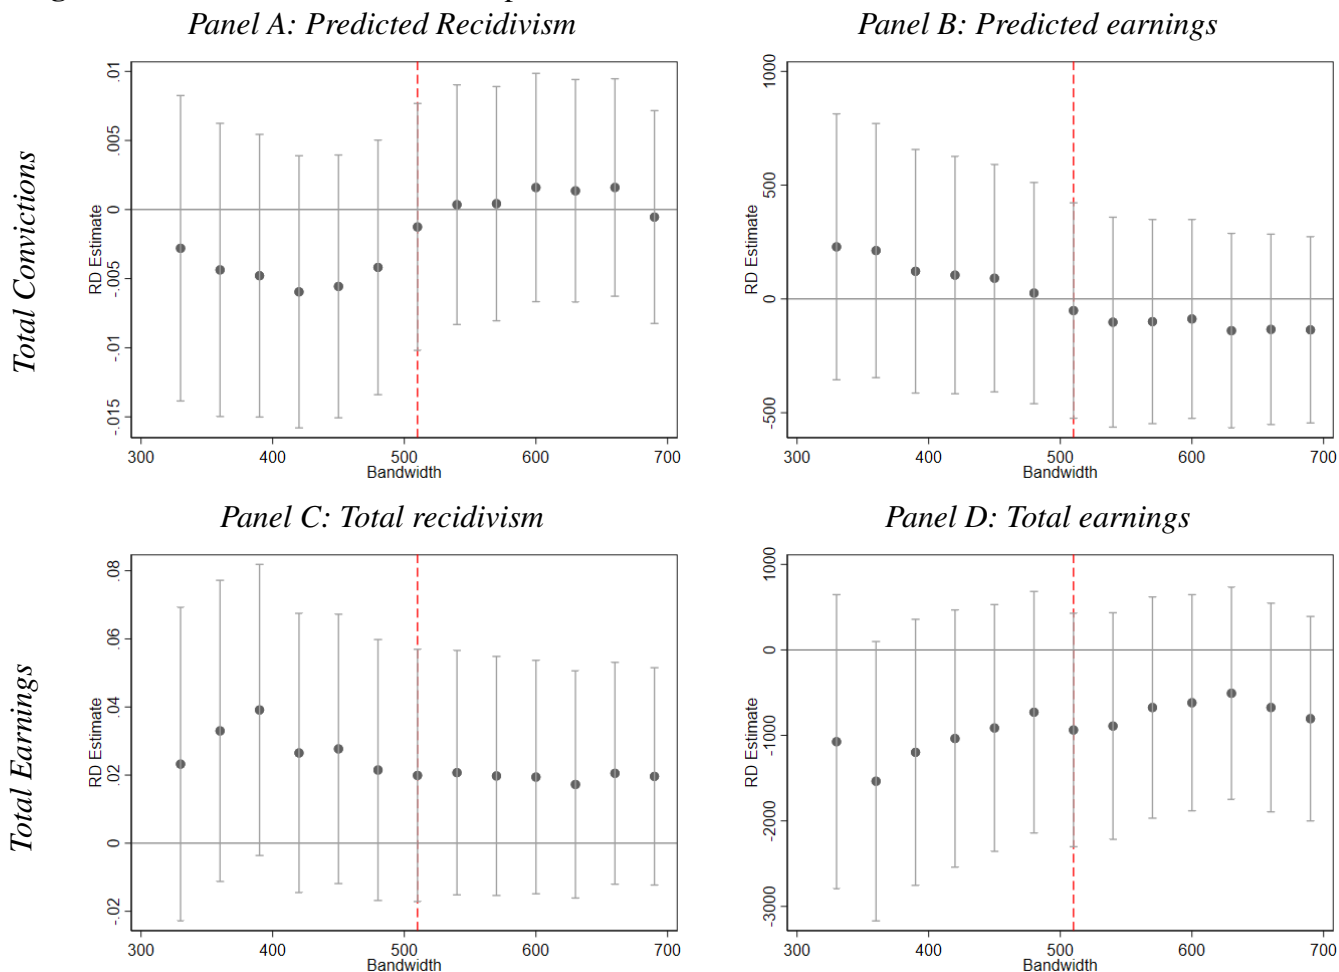 Panel A: Predicted Recidivism
Panel B: Predicted earnings
Total Convictions
RD Estimate
.01
.005
0
-.005
-.01
-.015
300 400 500 600 700
Bandwidth
RD Estimate
1000
500
0
-500
300 400 500 600 700
Bandwidth
Panel C: Total recidivism
Panel D: Total earnings
Total Earnings
RD Estimate
.08
.06
.04
.02
0
-.02
300 400 500 600 700
Bandwidth
RD Estimate
1000
0
-1000
-2000
-3000
300 400 500 600 700
Bandwidth